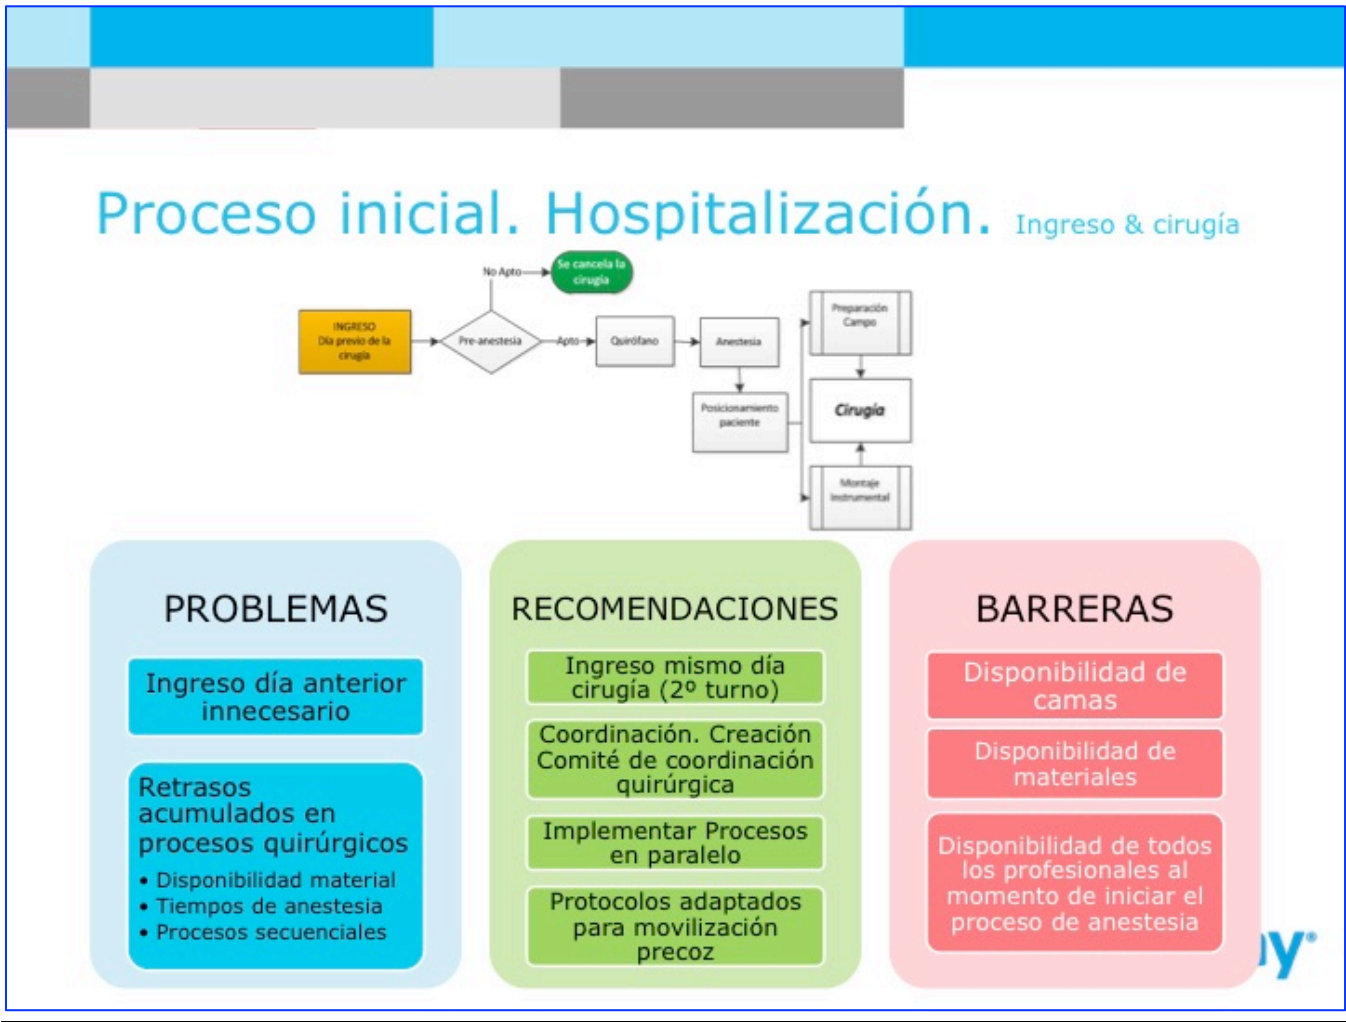 Proceso inicial. Hospitalización. Ingreso & cirugía
No Apto
Se cancela la
cirugía
INGRESO
Día previo de la
cirugía
Pre-anestesia
Apto
Quirófano
Anestesia
Posicionamiento
paciente
Preparación
Campo
Cirugía
Montaje
Instrumental
PROBLEMAS
Ingreso día anterior
innecesario
Retrasos
acumulados en
procesos quirúrgicos
• Disponibilidad material
• Tiempos de anestesia
• Procesos secuenciales
RECOMENDACIONES
Ingreso mismo día
cirugía (2º turno)
Coordinación. Creación
Comité de coordinación
quirúrgica
Implementar Procesos
en paralelo
Protocolos adaptados
para movilización
precoz
BARRERAS
Disponibilidad de
camas
Disponibilidad de
materiales
Disponibilidad de todos
los profesionales al
momento de iniciar el
proceso de anestesia